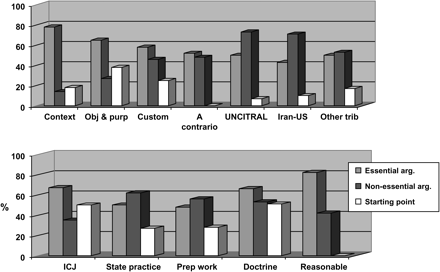 100
80
60
40
20
0
Context Obj & purp Custom A contrario UNCITRAL Iran-US Other trib
100
80
60
40
20
0
%
Essential arg.
Non-essential arg.
Starting point
ICJ State practice Prep work Doctrine Reasonable